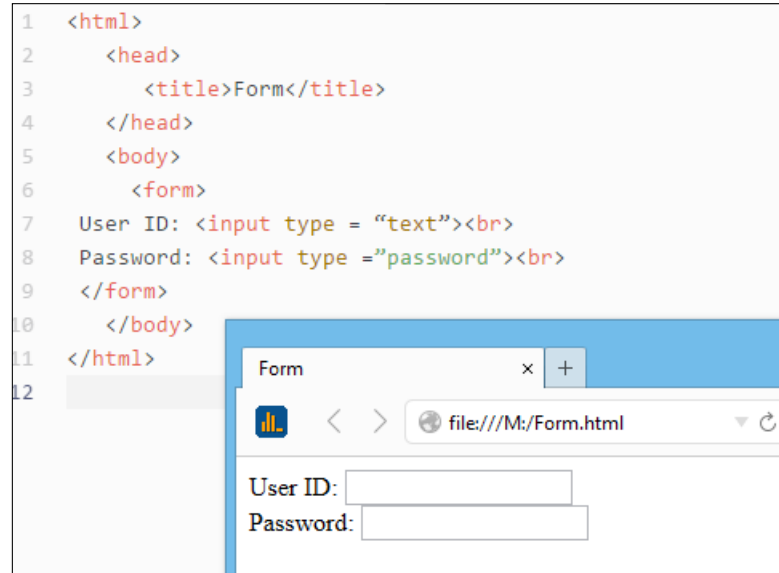 1 <html>
2 <head>
3 <title>Form</title>
4 </head>
5 <body>
6 <form>
7 User ID: <input type = “text”><br>
8 Password: <input type =”password”><br>
9 </form>
10 </body>
11 </html>
12
Form × +
file:///M:/Form.html
User ID:
Password: